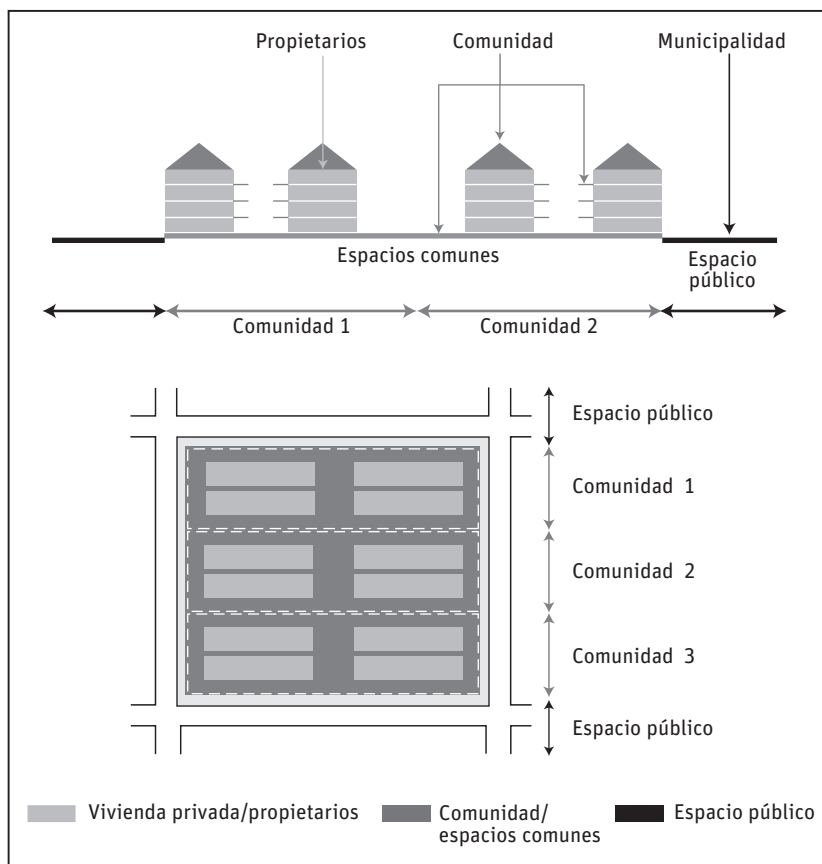 Propietarios
Comunidad
Municipalidad
Espacios comunes
Espacio
público
Comunidad 1
Comunidad 2
Espacio público
Comunidad 1
Comunidad 2
Comunidad 3
Espacio público
Vivienda privada/propietarios
Comunidad/
espacios comunes
Espacio público